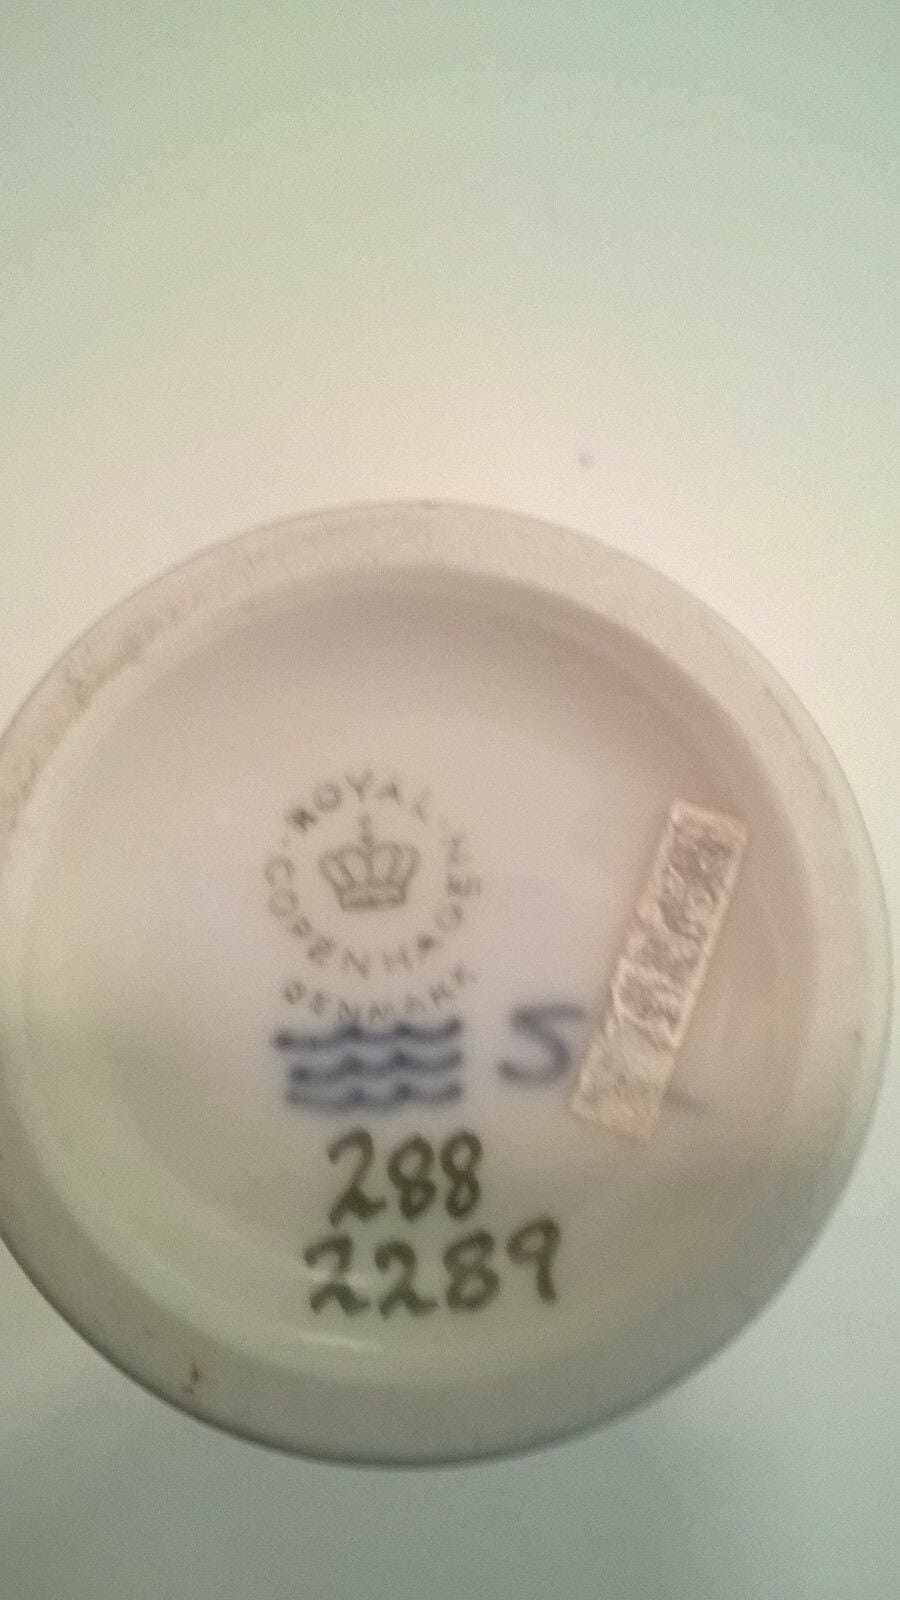 ROYAL
COPENHAGEN
DENMARK
S
288
2289